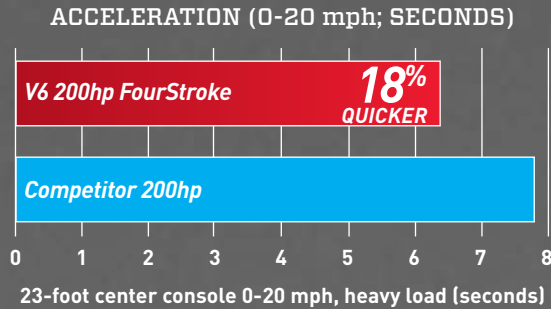 ACCELERATION (0-20 mph; SECONDS)
V6 200hp FourStroke
18%
QUICKER
Competitor 200hp
0 1 2 3 4 5 6 7 8
23-foot center console 0-20 mph, heavy load (seconds)